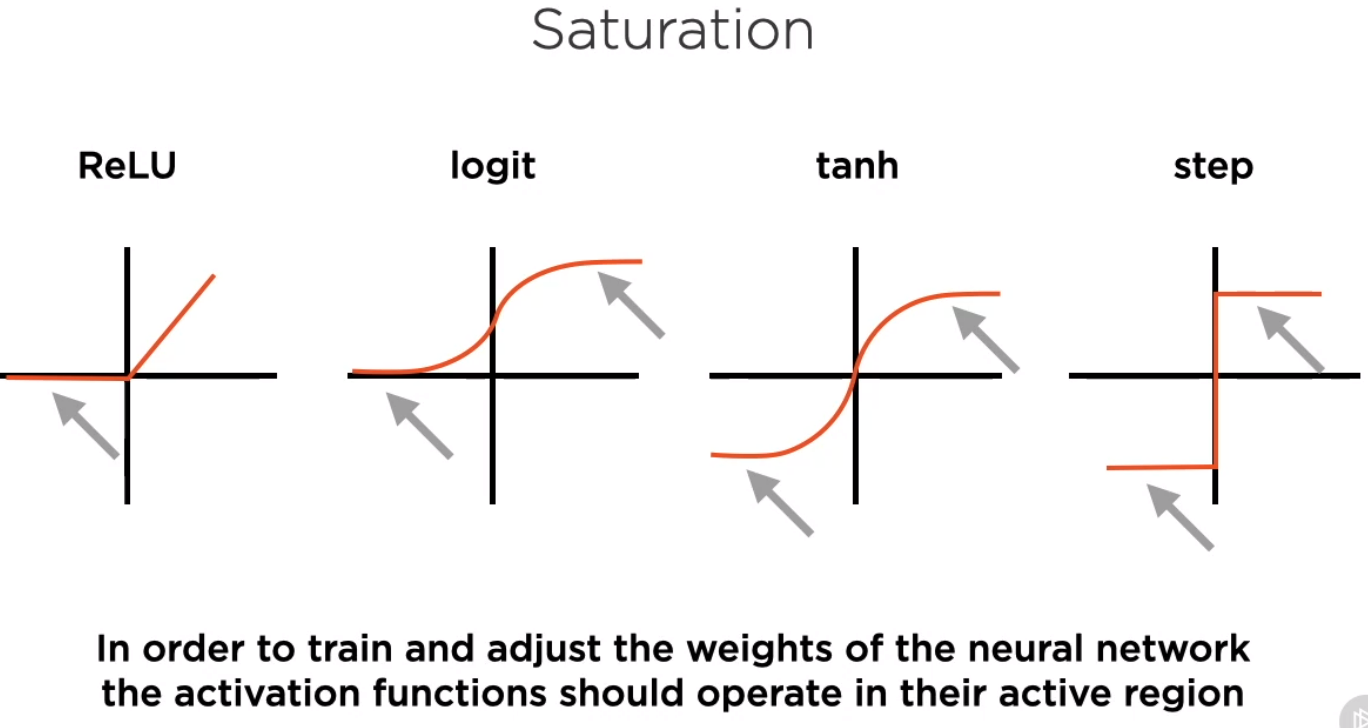 Saturation
ReLU
logit
tanh
step
In order to train and adjust the weights of the neural network
the activation functions should operate in their active region